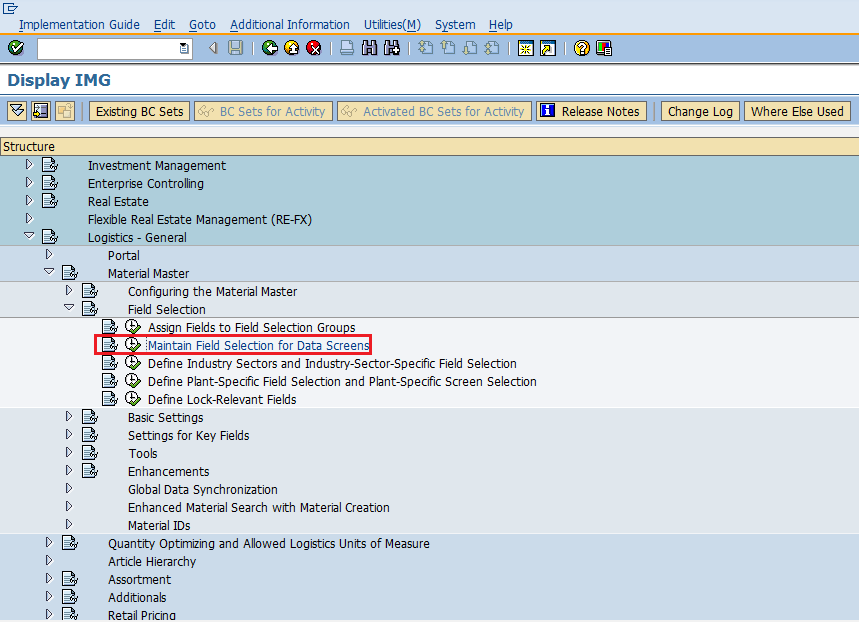 Implementation Guide Edit Goto Additional Information Utilities(M) System Help
Display IMG
Existing BC Sets BC Sets for Activity Activated BC Sets for Activity Release Notes Change Log Where Else Used
Structure
Investment Management
Enterprise Controlling
Real Estate
Flexible Real Estate Management (RE-FX)
Logistics - General
Portal
Material Master
Configuring the Material Master
Field Selection
Assign Fields to Field Selection Groups
Maintain Field Selection for Data Screens
Define Industry Sectors and Industry-Sector-Specific Field Selection
Define Plant-Specific Field Selection and Plant-Specific Screen Selection
Define Lock-Relevant Fields
Basic Settings
Settings for Key Fields
Tools
Enhancements
Global Data Synchronization
Enhanced Material Search with Material Creation
Material IDs
Quantity Optimizing and Allowed Logistics Units of Measure
Article Hierarchy
Assortment
Additionals
Retail Pricing